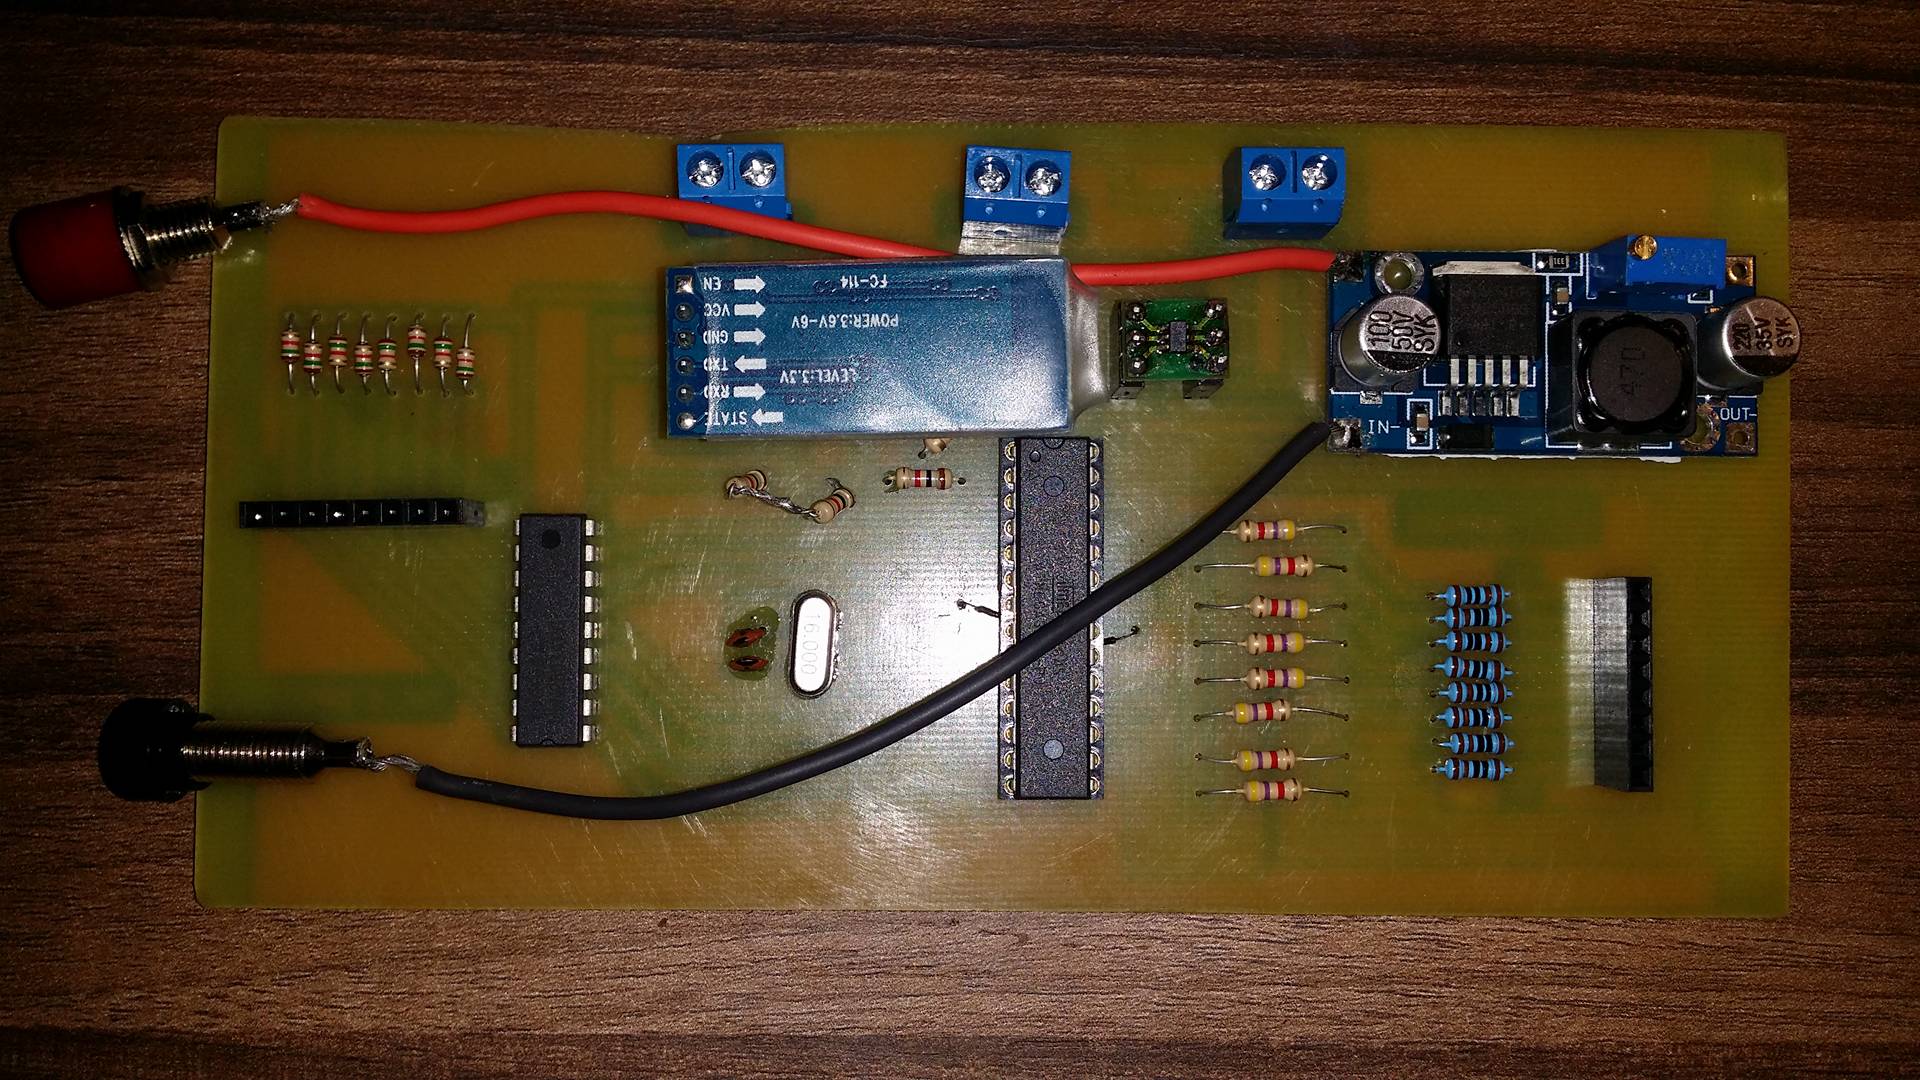 EN
VCC
GND
TXD
RXD
STATE
FC-114
POWER:3.6V-6V
LEVEL:3.3V
16.000
100
50V
SYK
470
220
35V
SYK
IN-
OUT-